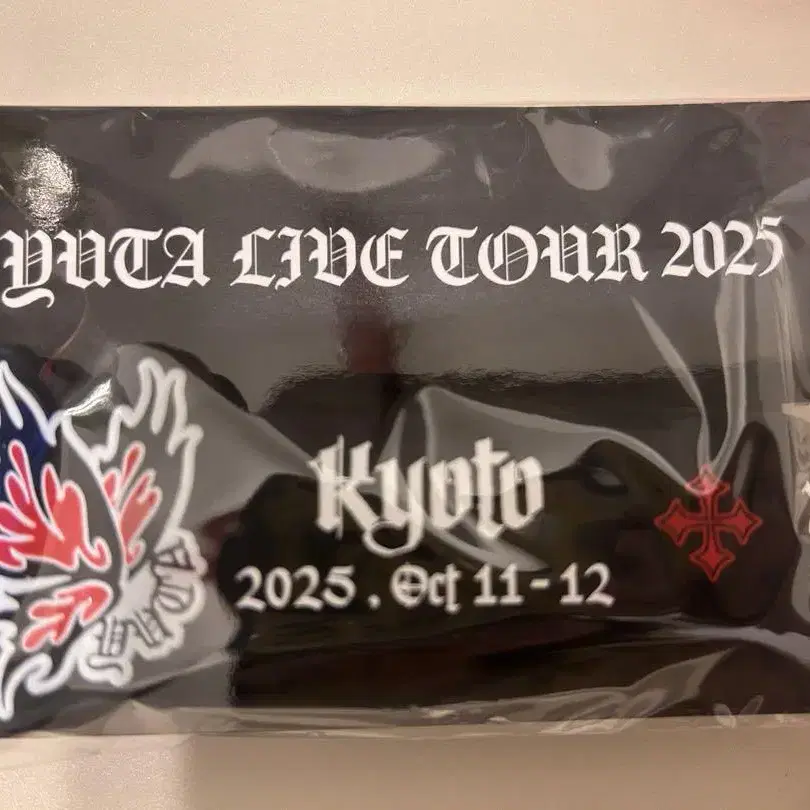 YUTA LIVE TOUR 2025
Kyoto
2025. Oct 11-12